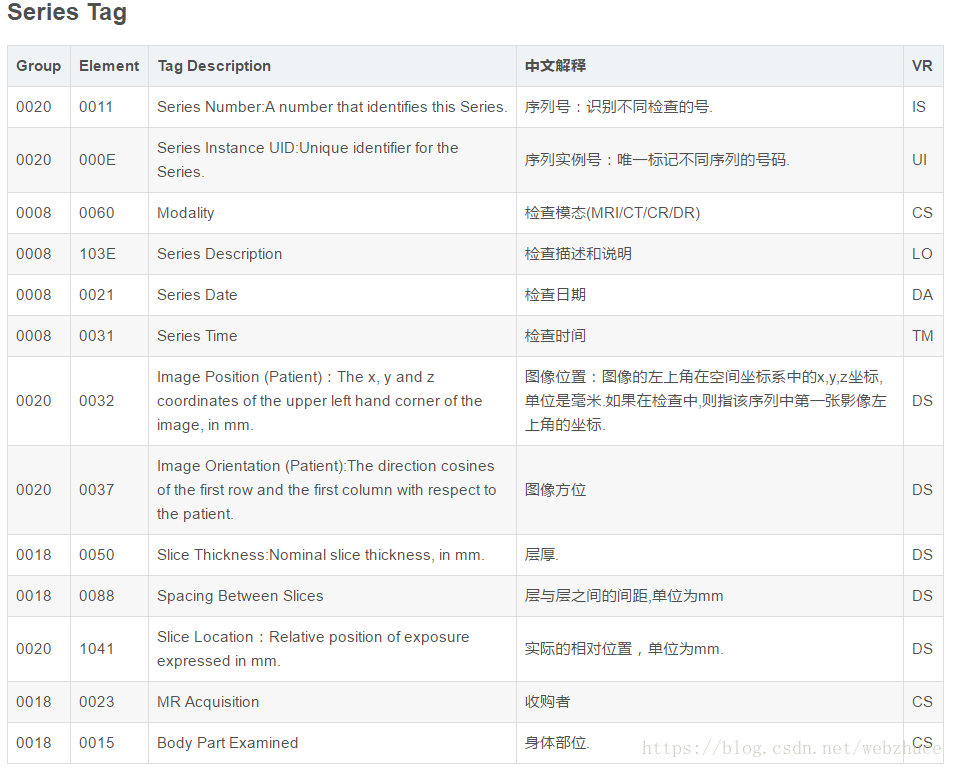 Series Tag
Group Element Tag Description 中文解释 VR
0020 0011 Series Number:A number that identifies this Series. 序列号：识别不同检查的号. IS
0020 000E Series Instance UID:Unique identifier for the
Series. 序列实例号：唯一标记不同序列的号码. UI
0008 0060 Modality 检查模态(MRI/CT/CR/DR) CS
0008 103E Series Description 检查描述和说明 LO
0008 0021 Series Date 检查日期 DA
0008 0031 Series Time 检查时间 TM
0020 0032 Image Position (Patient)：The x, y and z
coordinates of the upper left hand corner of the
image, in mm. 图像位置：图像的左上角在空间坐标系中的x,y,z坐标,
单位是毫米.如果在检查中,则指该序列中第一张影像左
上角的坐标. DS
0020 0037 Image Orientation (Patient):The direction cosines
of the first row and the first column with respect to
the patient. 图像方位 DS
0018 0050 Slice Thickness:Nominal slice thickness, in mm. 层厚. DS
0018 0088 Spacing Between Slices 层与层之间的间距,单位为mm DS
0020 1041 Slice Location：Relative position of exposure
expressed in mm. 实际的相对位置，单位为mm. DS
0018 0023 MR Acquisition 收购者 CS
0018 0015 Body Part Examined 身体部位. CS
https://blog.csdn.net/webzhuce